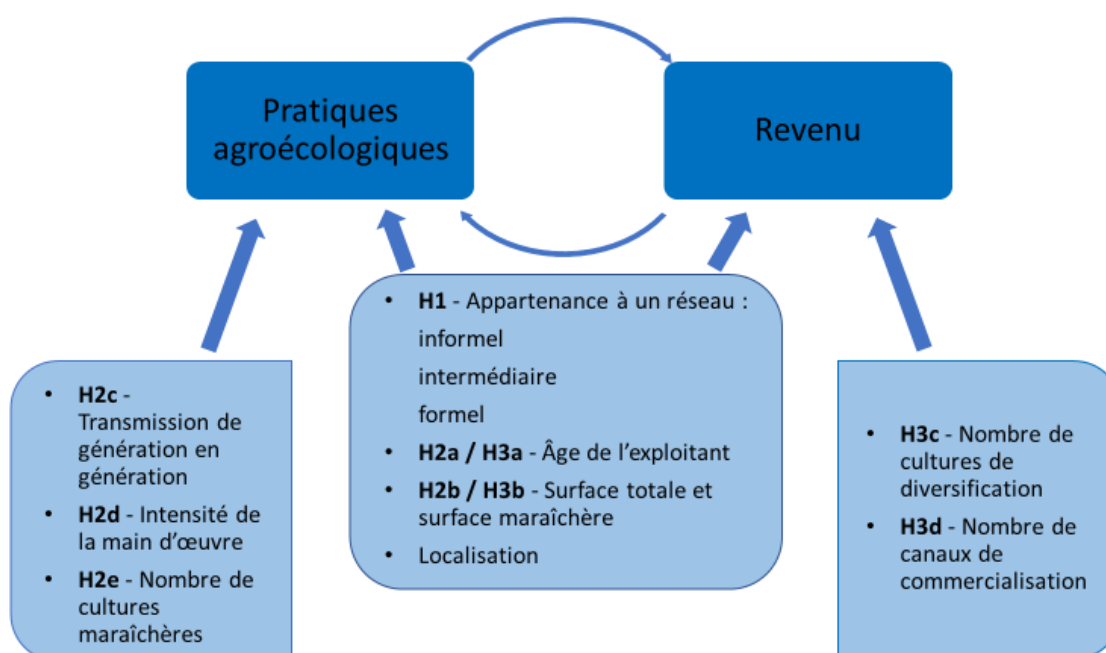 Pratiques
agroécologiques
Revenu
• H1 - Appartenance à un réseau :
informel
intermédiaire
formel
• H2a / H3a - Âge de l’exploitant
• H2b / H3b - Surface totale et
surface maraîchère
• Localisation
• H2c -
Transmission de
génération en
génération
• H2d - Intensité de
la main d’œuvre
• H2e - Nombre de
cultures
maraîchères
• H3c - Nombre de
cultures de
diversification
• H3d - Nombre de
canaux de
commercialisation